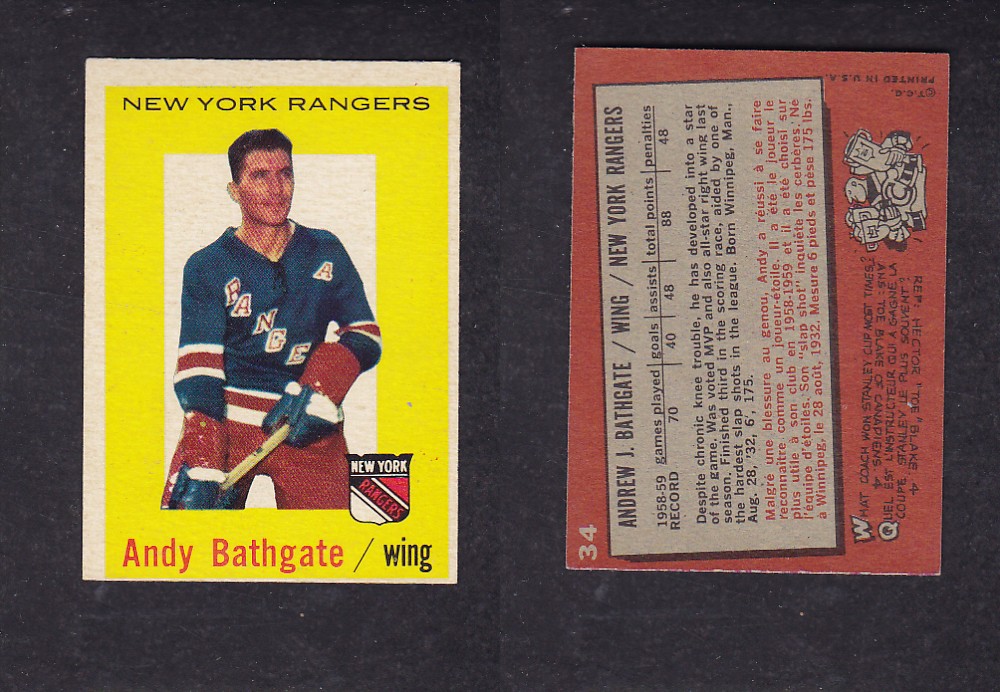 NEW YORK RANGERS
A
RANGE
NEW YORK
RANGERS
Andy Bathgate / wing
34
ANDREW J. BATHGATE / WING / NEW YORK RANGERS
1958-59 games played goals assists total points penalties
RECORD 70 40 48 88 48
Despite chronic knee trouble, he has developed into a star
of the game. Was voted MVP and also all-star right wing last
season. Finished third in the scoring race, aided by one of
the hardest slap shots in the league. Born Winnipeg, Man.,
Aug. 28, '32, 6', 175.
Malgré une blessure au genou, Andy a réussi à se faire
reconnaître comme un joueur-étoile. Il a été le joueur le
plus utile à son club en 1958-1959 et il a été choisi sur
l'équipe d'étoiles. Son "slap shot" inquiète les cerbères. Né
à Winnipeg, le 28 août, 1932. Mesure 6 pieds et pèse 175 lbs.
WHAT COACH WON STANLEY CUP MOST TIMES?
ANS.: TOE BLAKE OF CANADIENS. 4
QUEL EST L'INSTRUCTEUR QUI A GAGNÉ LA
COUPE STANLEY LE PLUS SOUVENT?
REP. HECTOR "TOE" BLAKE. 4
©T.C.G.
PRINTED IN U.S.A.